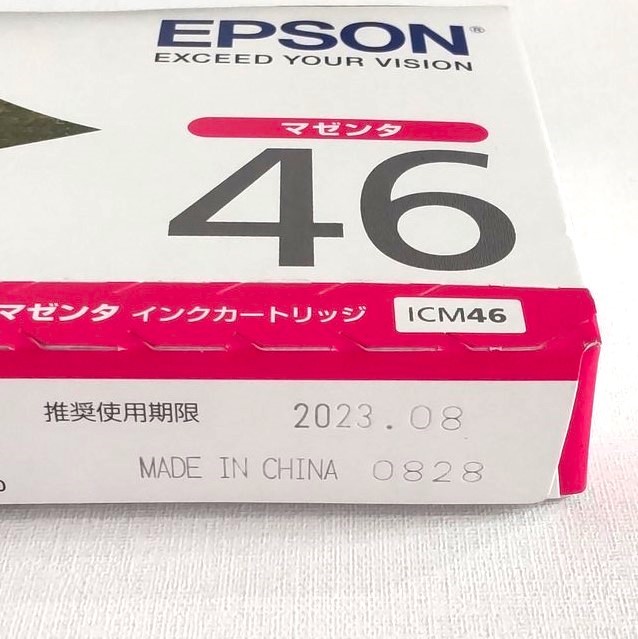 EPSON®
EXCEED YOUR VISION
マゼンタ
46
マゼンタ インクカートリッジ ICM46
推奨使用期限 2023.08
MADE IN CHINA 0828